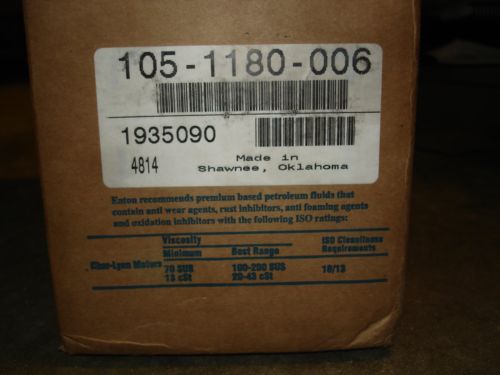 105-1180-006
1935090
4814
Made in
Shawnee, Oklahoma
Eaton recommends premium based petroleum fluids that
contain anti wear agents, rust inhibitors, anti foaming agents
and oxidation inhibitors with the following ISO ratings:
Viscosity
Minimum Best Range
ISO Cleanliness
Requirements
Char-Lynn Motors
70 SUS 100-200 SUS 18/13
13 cSt 20-43 cSt